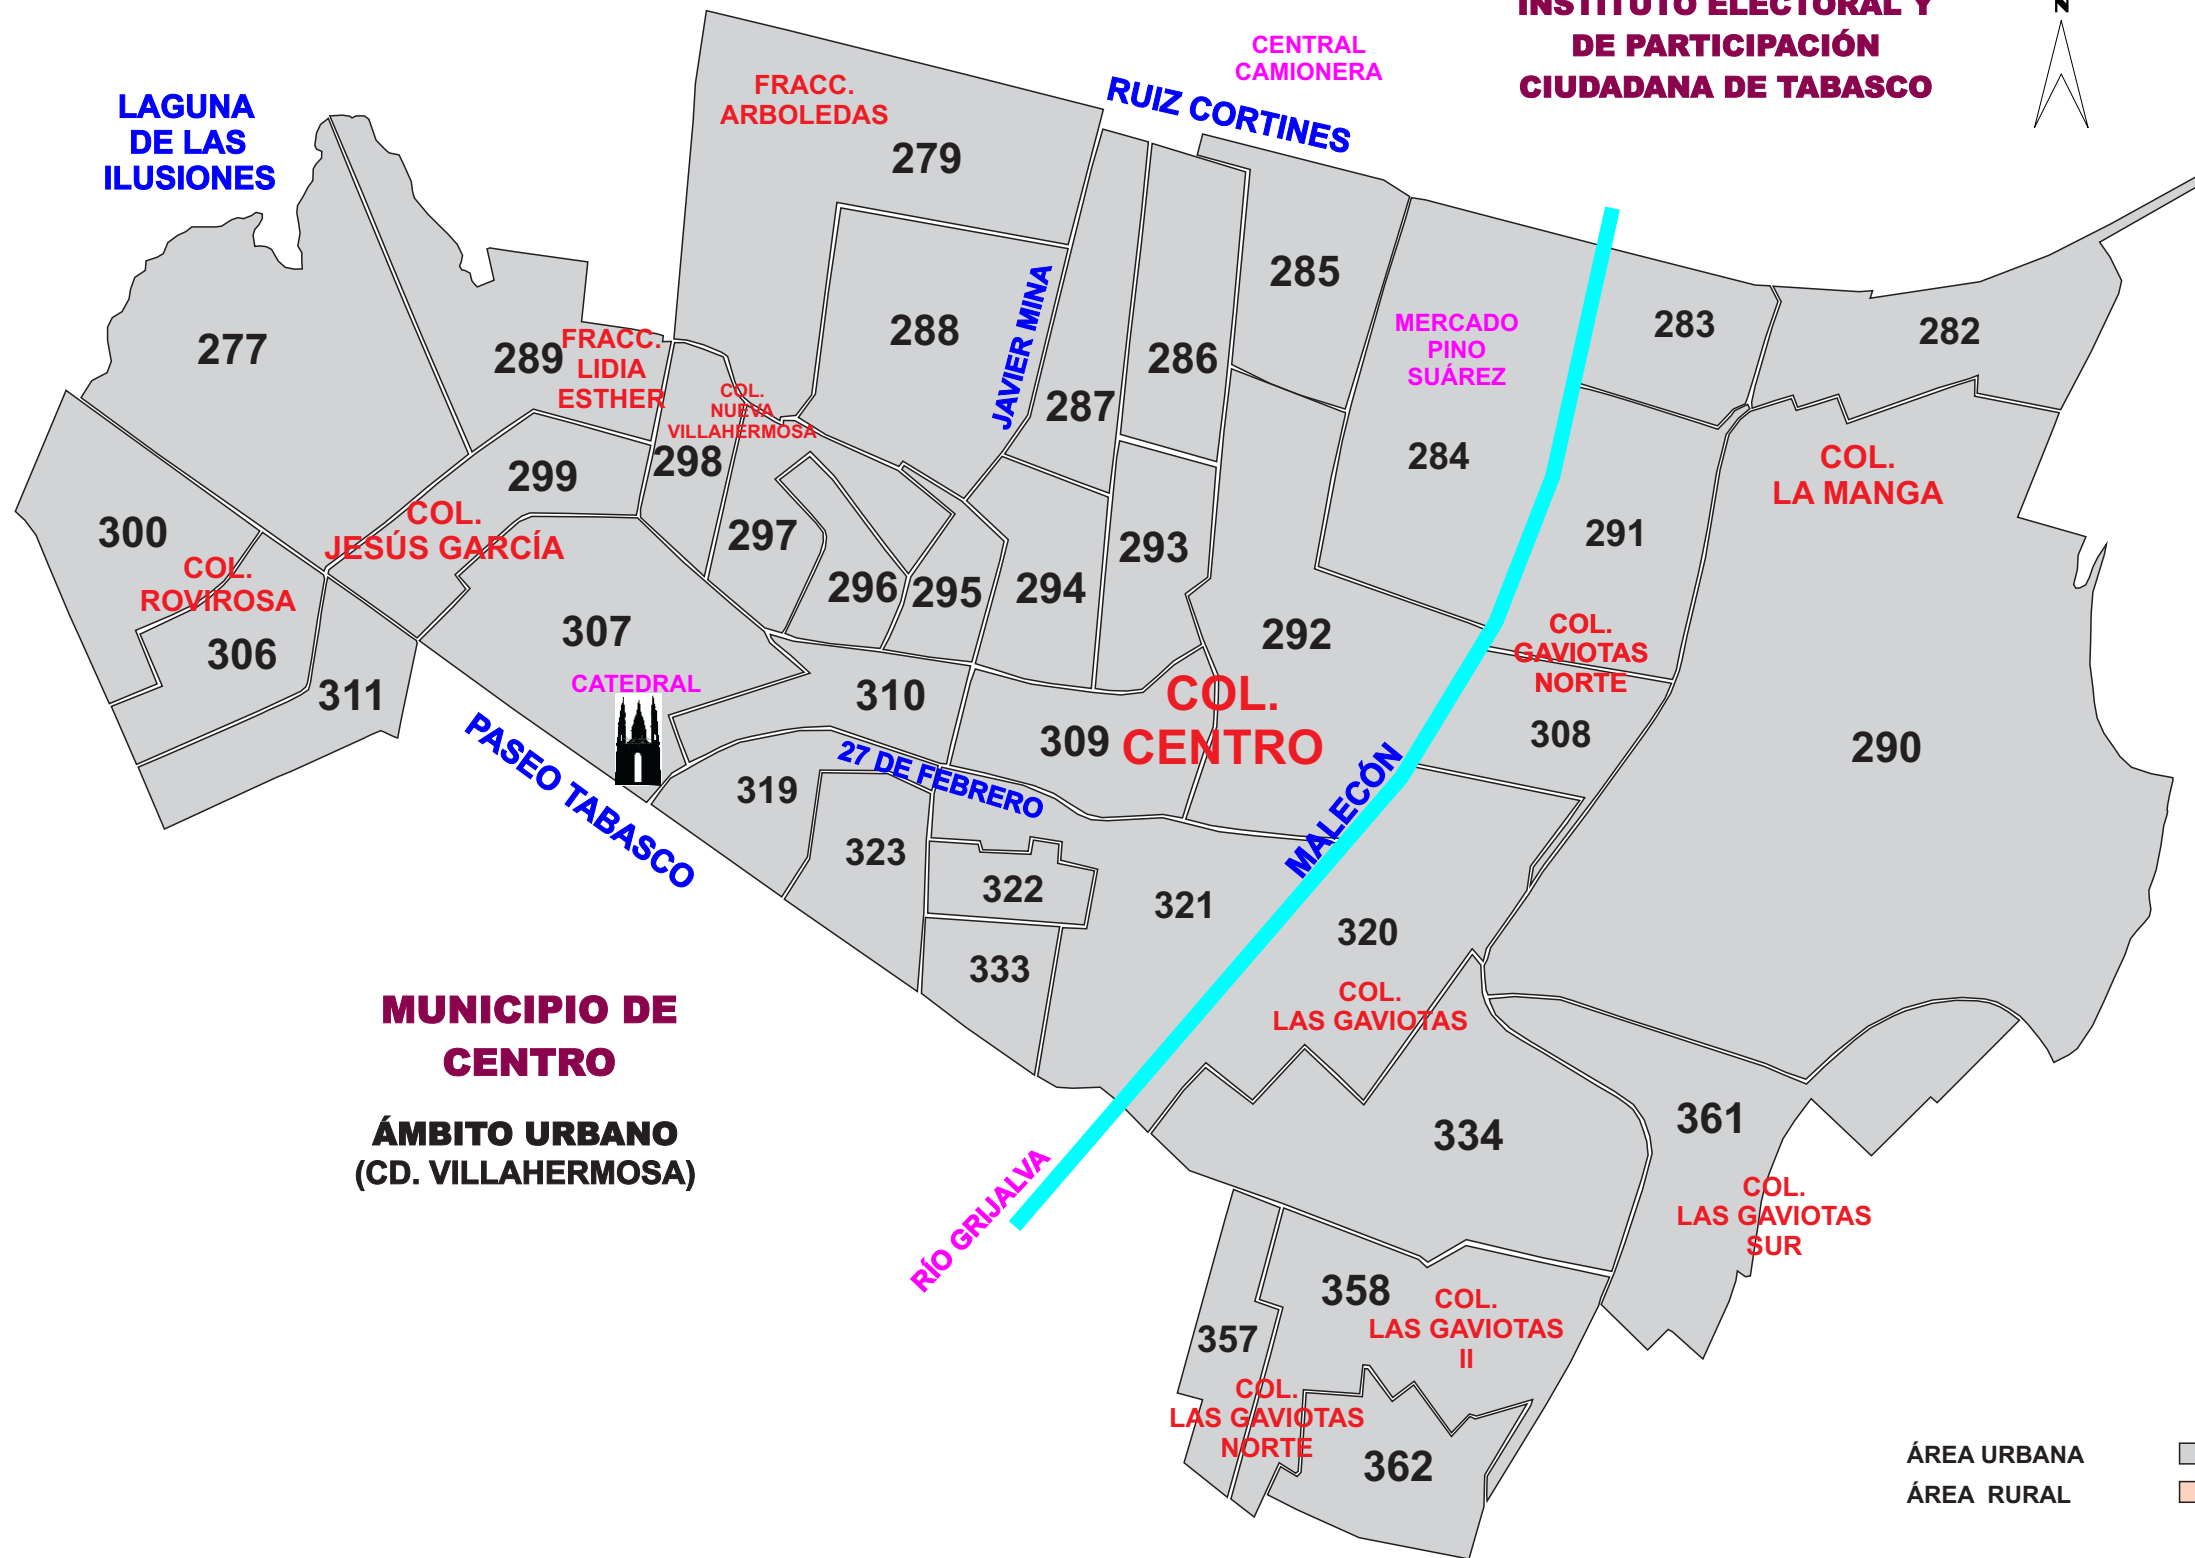 INSTITUTO ELECTORAL Y
DE PARTICIPACIÓN
CIUDADANA DE TABASCO
N
CENTRAL
CAMIONERA
RUIZ CORTINES
FRACC.
ARBOLEDAS
LAGUNA
DE LAS
ILUSIONES
279
285
288
JAVIER MINA
286
287
MERCADO
PINO
SUÁREZ
283
282
277
289
FRACC.
LIDIA
ESTHER
COL.
NUEVA
VILLAHERMOSA
298
299
284
COL.
LA MANGA
300
COL.
JESÚS GARCÍA
COL.
ROVIROSA
297
293
291
296
295
294
306
307
292
COL.
GAVIOTAS
NORTE
311
CATEDRAL
310
COL.
CENTRO
309
308
290
PASEO TABASCO
27 DE FEBRERO
319
MALECÓN
323
322
321
320
333
COL.
LAS GAVIOTAS
MUNICIPIO DE
CENTRO
ÁMBITO URBANO
(CD. VILLAHERMOSA)
334
361
RÍO GRIJALVA
COL.
LAS GAVIOTAS
SUR
358
COL.
LAS GAVIOTAS
II
357
COL.
LAS GAVIOTAS
NORTE
362
ÁREA URBANA
ÁREA RURAL